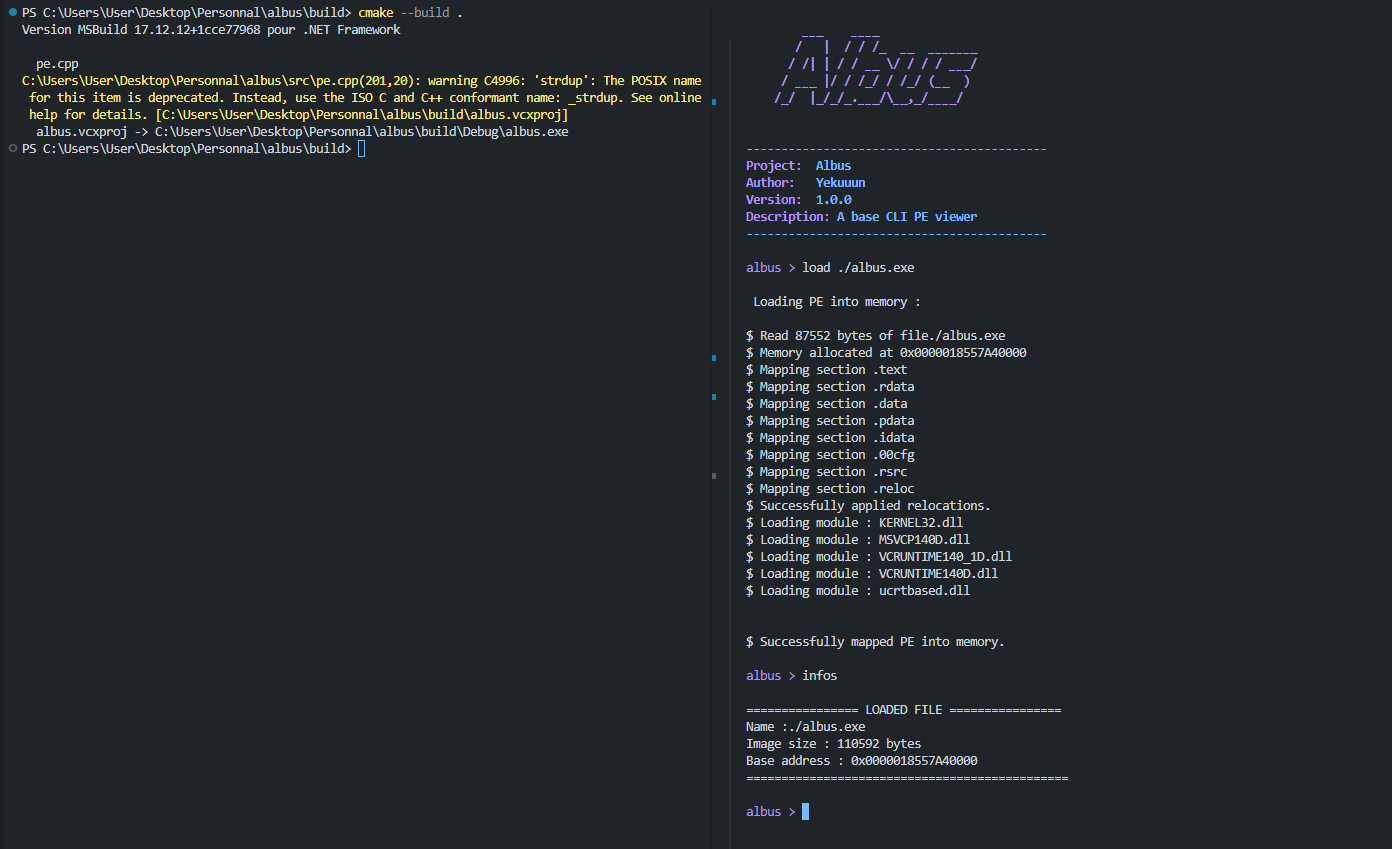 PS C:\Users\User\Desktop\Personnal\albus\build> cmake --build .
Version MSBuild 17.12.12+1cce77968 pour .NET Framework
pe.cpp
C:\Users\User\Desktop\Personnal\albus\src\pe.cpp(201,20): warning C4996: 'strdup': The POSIX name
for this item is deprecated. Instead, use the ISO C and C++ conformant name: _strdup. See online
help for details. [C:\Users\User\Desktop\Personnal\albus\build\albus.vcxproj]
albus.vcxproj -> C:\Users\User\Desktop\Personnal\albus\build\Debug\albus.exe
PS C:\Users\User\Desktop\Personnal\albus\build>
Albus
-------------------------------------------
Project: Albus
Author: Yekuuun
Version: 1.0.0
Description: A base CLI PE viewer
-------------------------------------------
albus > load ./albus.exe
Loading PE into memory :
$ Read 87552 bytes of file./albus.exe
$ Memory allocated at 0x0000018557A40000
$ Mapping section .text
$ Mapping section .rdata
$ Mapping section .data
$ Mapping section .pdata
$ Mapping section .idata
$ Mapping section .00cfg
$ Mapping section .rsrc
$ Mapping section .reloc
$ Successfully applied relocations.
$ Loading module : KERNEL32.dll
$ Loading module : MSVCP140D.dll
$ Loading module : VCRUNTIME140_1D.dll
$ Loading module : VCRUNTIME140D.dll
$ Loading module : ucrtbased.dll
$ Successfully mapped PE into memory.
albus > infos
================ LOADED FILE ================
Name :./albus.exe
Image size : 110592 bytes
Base address : 0x0000018557A40000
==============================================
albus >